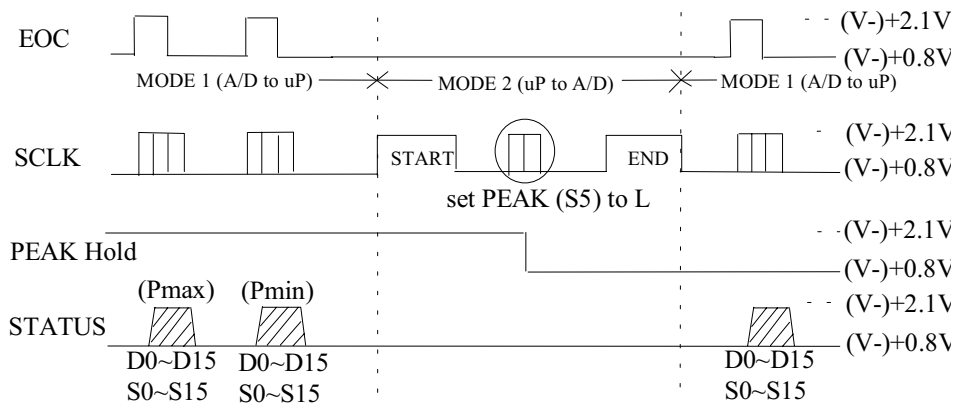 EOC
(V-)+2.1V
(V-)+0.8V
MODE 1 (A/D to uP)
MODE 2 (uP to A/D)
MODE 1 (A/D to uP)
SCLK
START
END
(V-)+2.1V
(V-)+0.8V
set PEAK (S5) to L
PEAK Hold
(V-)+2.1V
(V-)+0.8V
STATUS
(Pmax)
(Pmin)
(V-)+2.1V
(V-)+0.8V
D0~D15
D0~D15
D0~D15
S0~S15
S0~S15
S0~S15